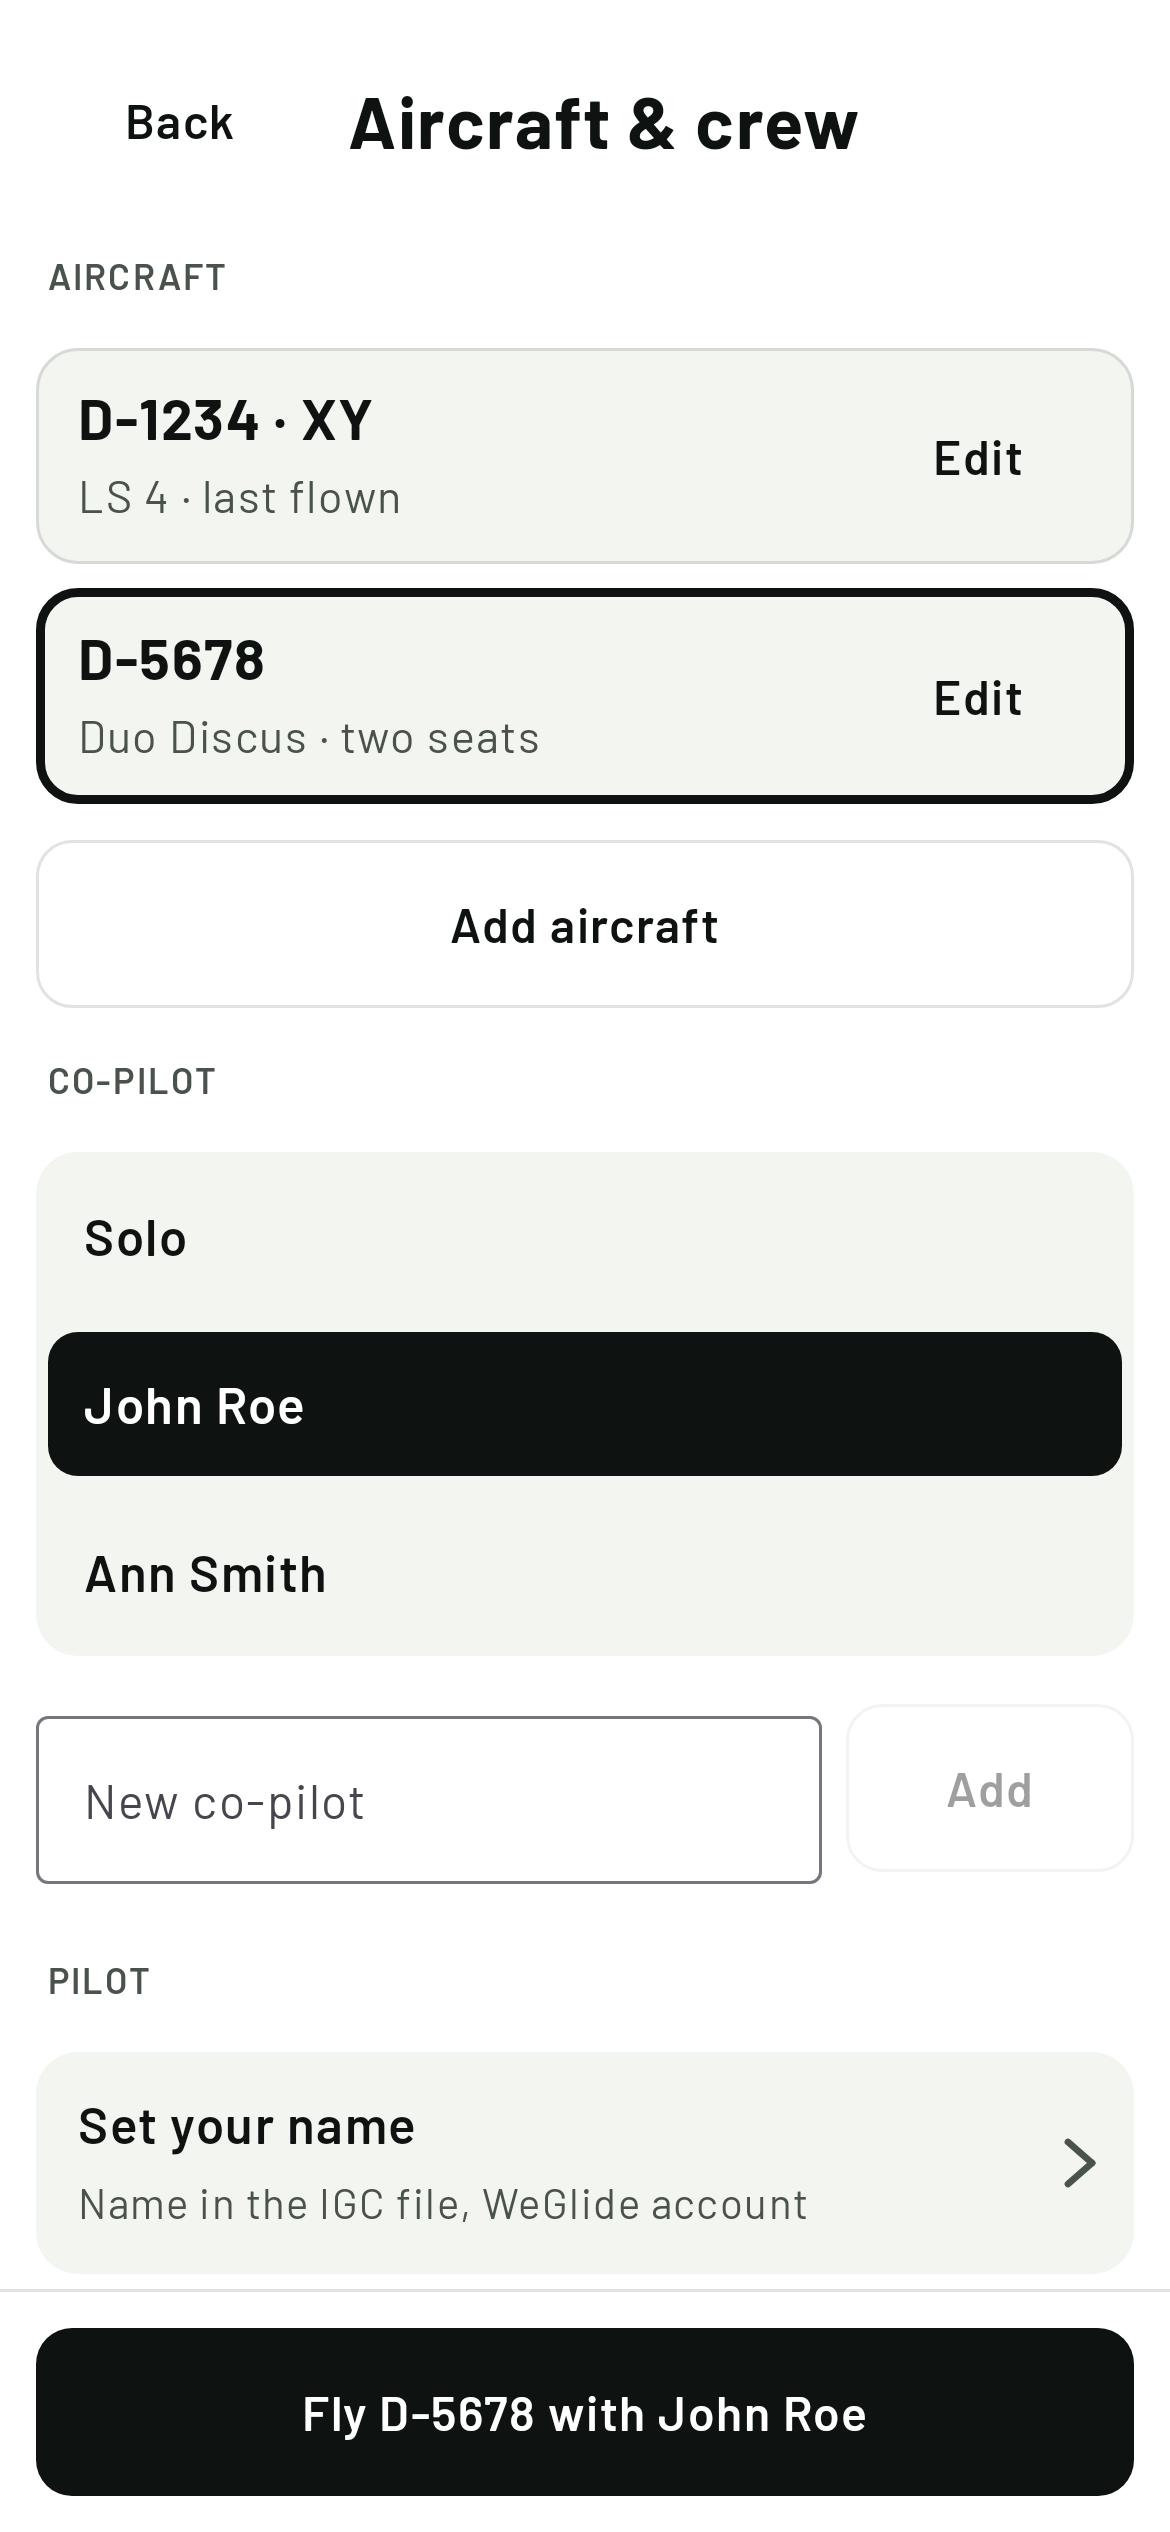 Back
Aircraft & crew
AIRCRAFT
D-1234 · XY
LS 4 · last flown
Edit
D-5678
Duo Discus · two seats
Edit
Add aircraft
CO-PILOT
Solo
John Roe
Ann Smith
New co-pilot
Add
PILOT
Set your name
Name in the IGC file, WeGlide account
Fly D-5678 with John Roe